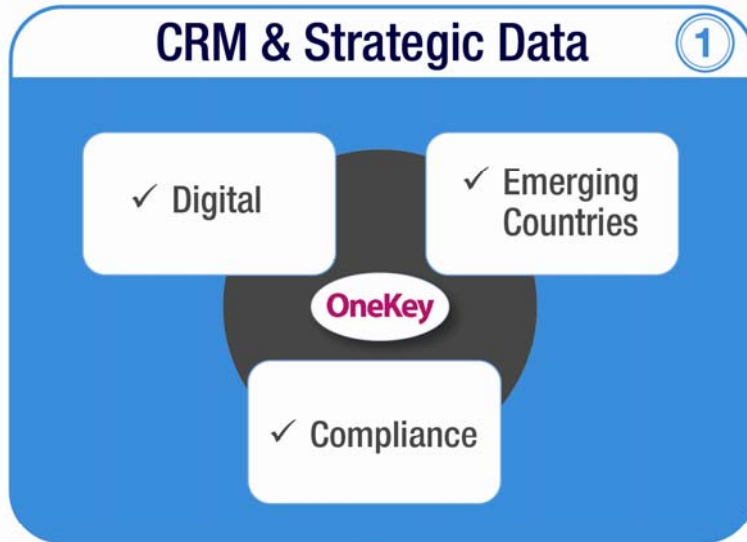 CRM & Strategic Data
1
✓ Digital
✓ Emerging
Countries
OneKey
✓ Compliance